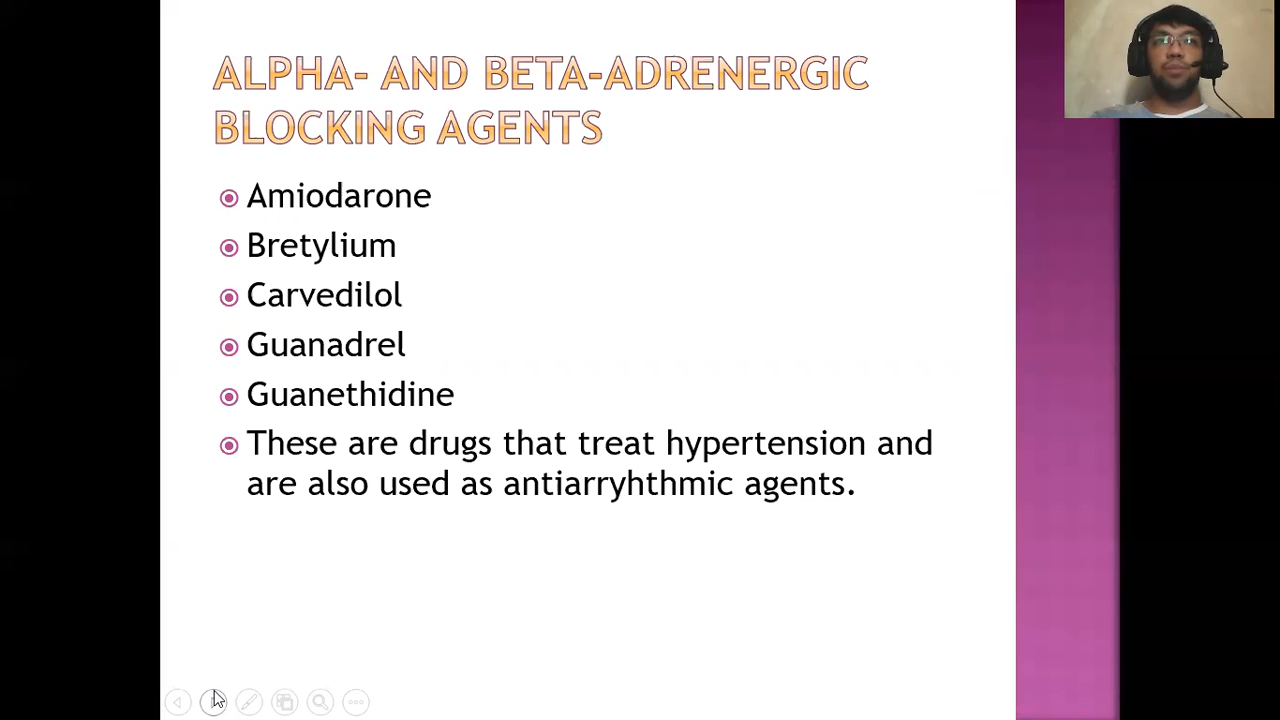 ALPHA- AND BETA-ADRENERGIC
BLOCKING AGENTS
Amiodarone
Bretylium
Carvedilol
Guanadrel
Guanethidine
These are drugs that treat hypertension and
are also used as antiarryhthmic agents.